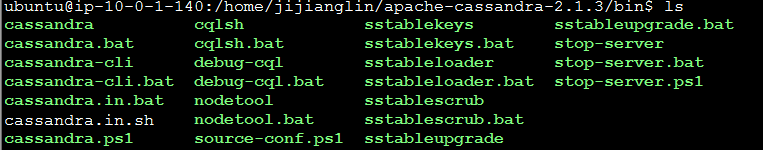 ubuntu@ip-10-0-1-140:/home/jijianglin/apache-cassandra-2.1.3/bin$ ls
cassandra cqlsh sstablekeys sstableupgrade.bat
cassandra.bat cqlsh.bat sstablekeys.bat stop-server
cassandra-cli debug-cql sstableloader stop-server.bat
cassandra-cli.bat debug-cql.bat sstableloader.bat stop-server.ps1
cassandra.in.bat nodetool sstablescrub
cassandra.in.sh nodetool.bat sstablescrub.bat
cassandra.ps1 source-conf.ps1 sstableupgrade